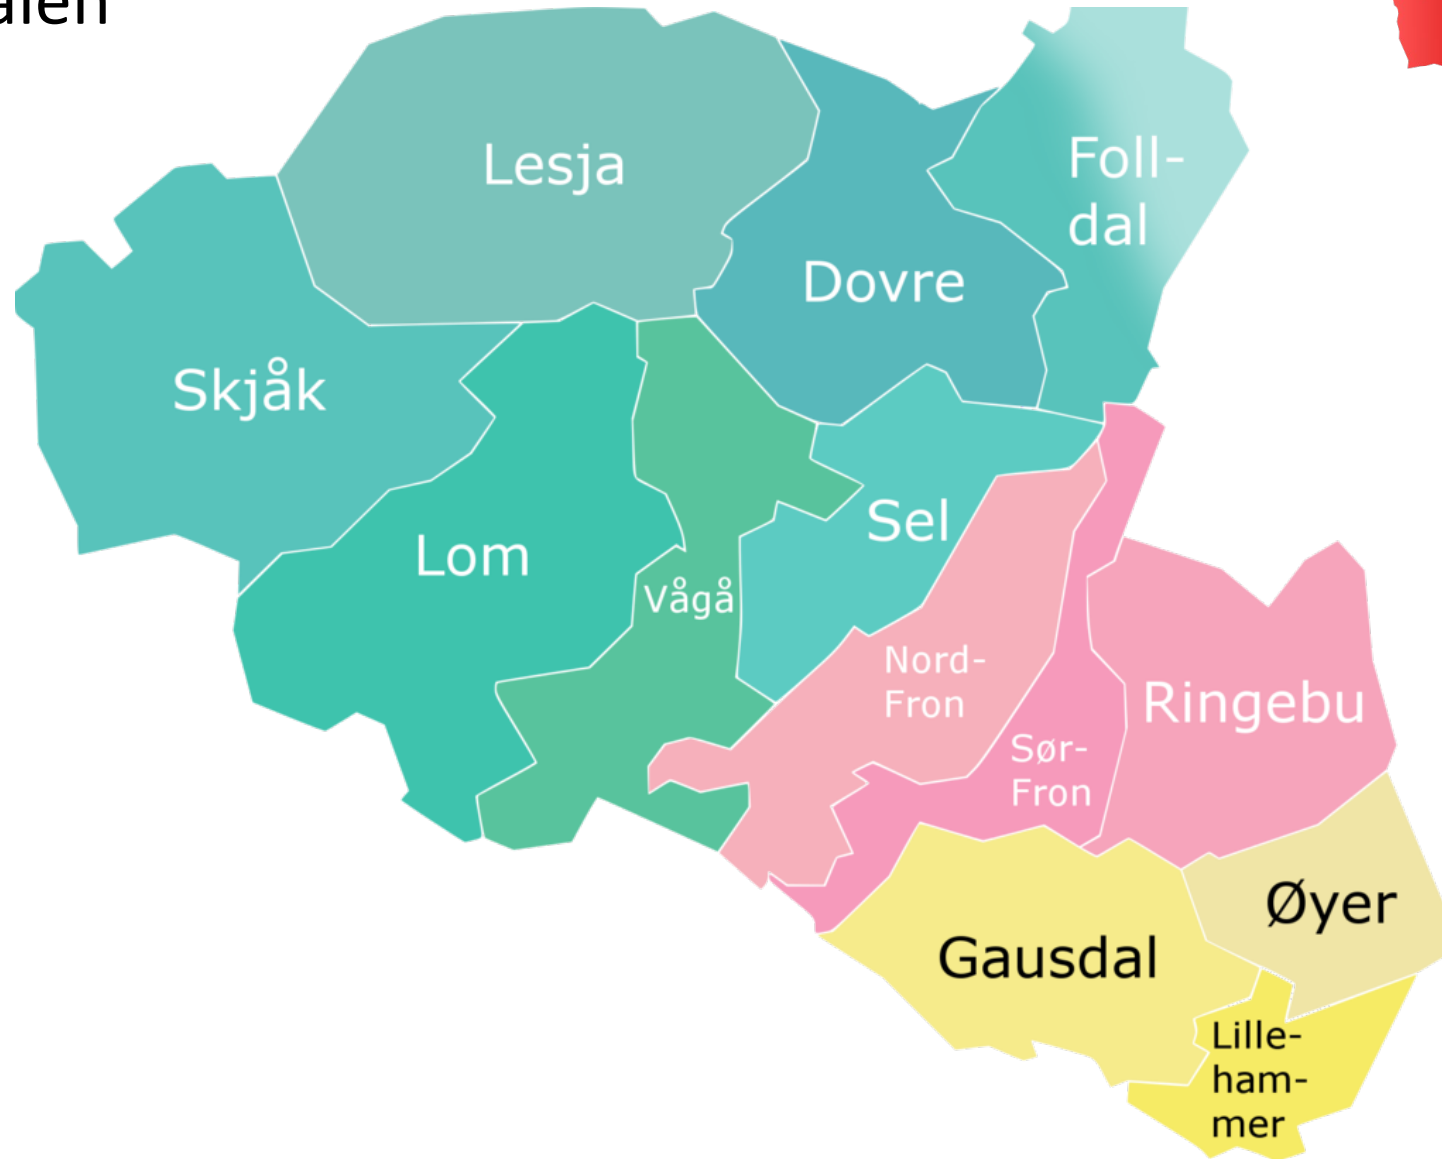 Lesja
Foll-
dal
Dovre
Skjåk
Sel
Lom
Vågå
Nord-
Fron
Ringebu
Sør-
Fron
Øyer
Gausdal
Lille-
ham-
mer